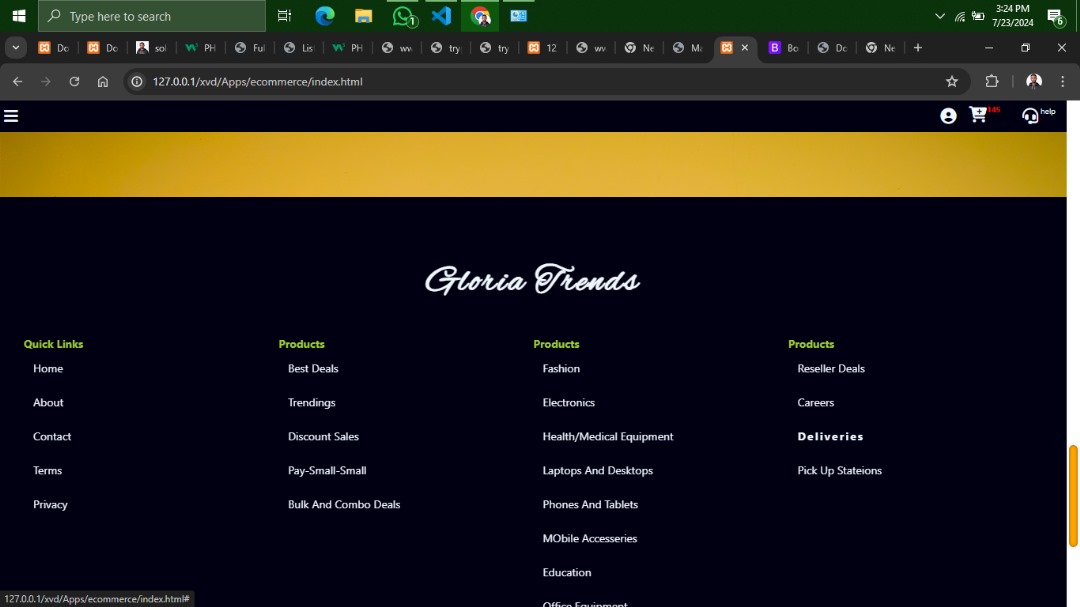 Type here to search
1
3:24 PM
7/23/2024
6
Do
Do
sol
PH
Ful
Lis
PH
wv
try
try
12
wv
Ne
Ma
Bo
Do
Ne
127.0.0.1/xvd/Apps/ecommerce/index.html
help
Gloria Trends
Quick Links
Home
About
Contact
Terms
Privacy
Products
Best Deals
Trendings
Discount Sales
Pay-Small-Small
Bulk And Combo Deals
Products
Fashion
Electronics
Health/Medical Equipment
Laptops And Desktops
Phones And Tablets
MObile Accesseries
Education
Office Equipment
Products
Reseller Deals
Careers
Deliveries
Pick Up Stateions
127.0.0.1/xvd/Apps/ecommerce/index.html#